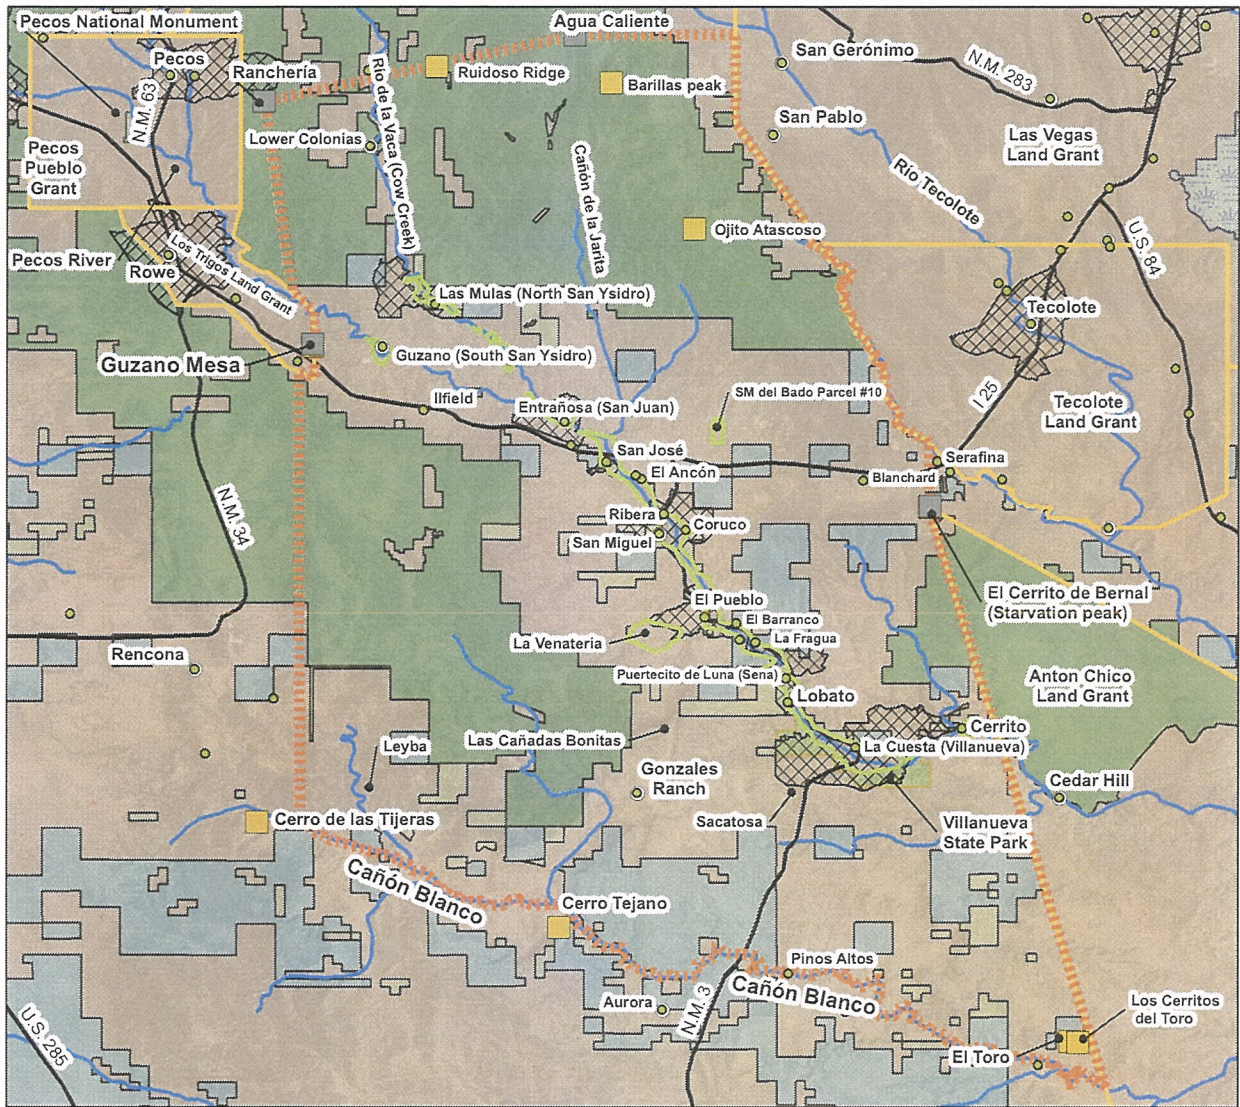 Pecos National Monument
Agua Caliente
Pecos
Ranchería
Ruidoso Ridge
San Gerónimo
N.M. 283
Barillas peak
N.M. 63
Río de la Vaca (Cow Creek)
San Pablo
Las Vegas
Land Grant
Lower Colonias
Pecos
Pueblo
Grant
Cañón de la Jarita
Río Tecolote
Ojito Atascoso
U.S. 84
Pecos River
Rowe
Los Trigos Land Grant
Las Mulas (North San Ysidro)
Tecolote
Guzano Mesa
Guzano (South San Ysidro)
Ilfield
SM del Bado Parcel #10
I 25
Tecolote
Land Grant
Entrañosa (San Juan)
San José
El Ancón
Serafina
Blanchard
N.M. 34
Ribera
Coruco
San Miguel
El Pueblo
El Cerrito de Bernal
(Starvation peak)
El Barranco
La Fragua
La Venateria
Rencona
Puertecito de Luna (Sena)
Anton Chico
Land Grant
Lobato
Cerrito
Leyba
Las Cañadas Bonitas
La Cuesta (Villanueva)
Gonzales
Ranch
Cedar Hill
Cerro de las Tijeras
Sacatosa
Villanueva
State Park
Cañón Blanco
Cerro Tejano
Pinos Altos
Cañón Blanco
Aurora
N.M. 3
Los Cerritos
del Toro
U.S. 285
El Toro